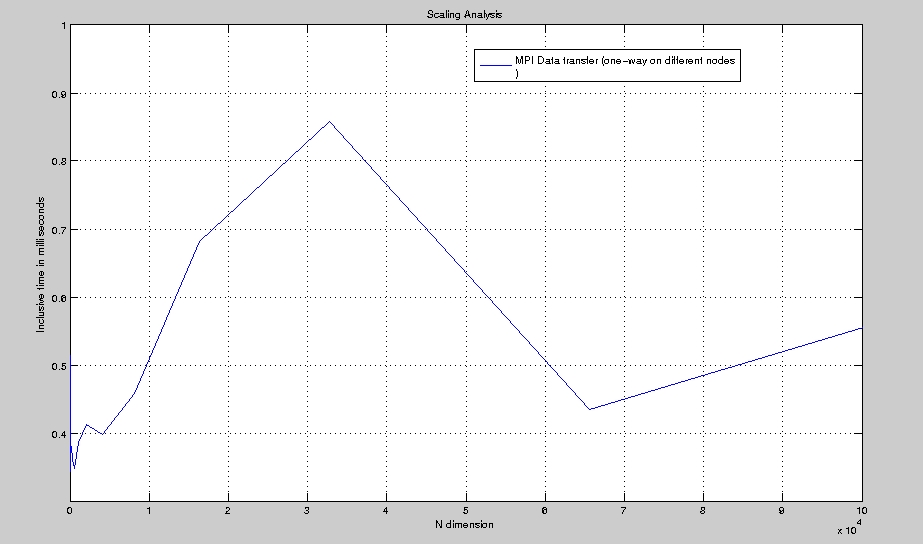 Scaling Analysis
1
MPI Data transfer (one-way on different nodes
)
0.9
0.8
0.7
0.6
0.5
0.4
Inclusive time in milliseconds
0 1 2 3 4 5 6 7 8 9 10
N dimension
x 10^4